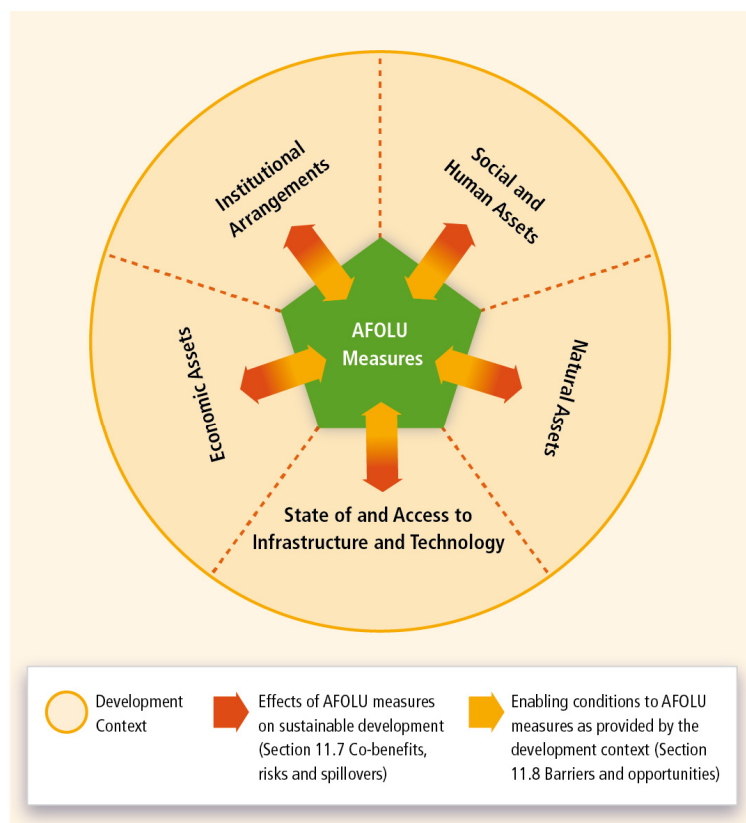 Institutional
Arrangements
Social and
Human Assets
AFOLU
Measures
Economic Assets
Natural Assets
State of and Access to
Infrastructure and Technology
Development
Context
Effects of AFOLU measures
on sustainable development
(Section 11.7 Co-benefits,
risks and spillovers)
Enabling conditions to AFOLU
measures as provided by the
development context (Section
11.8 Barriers and opportunities)